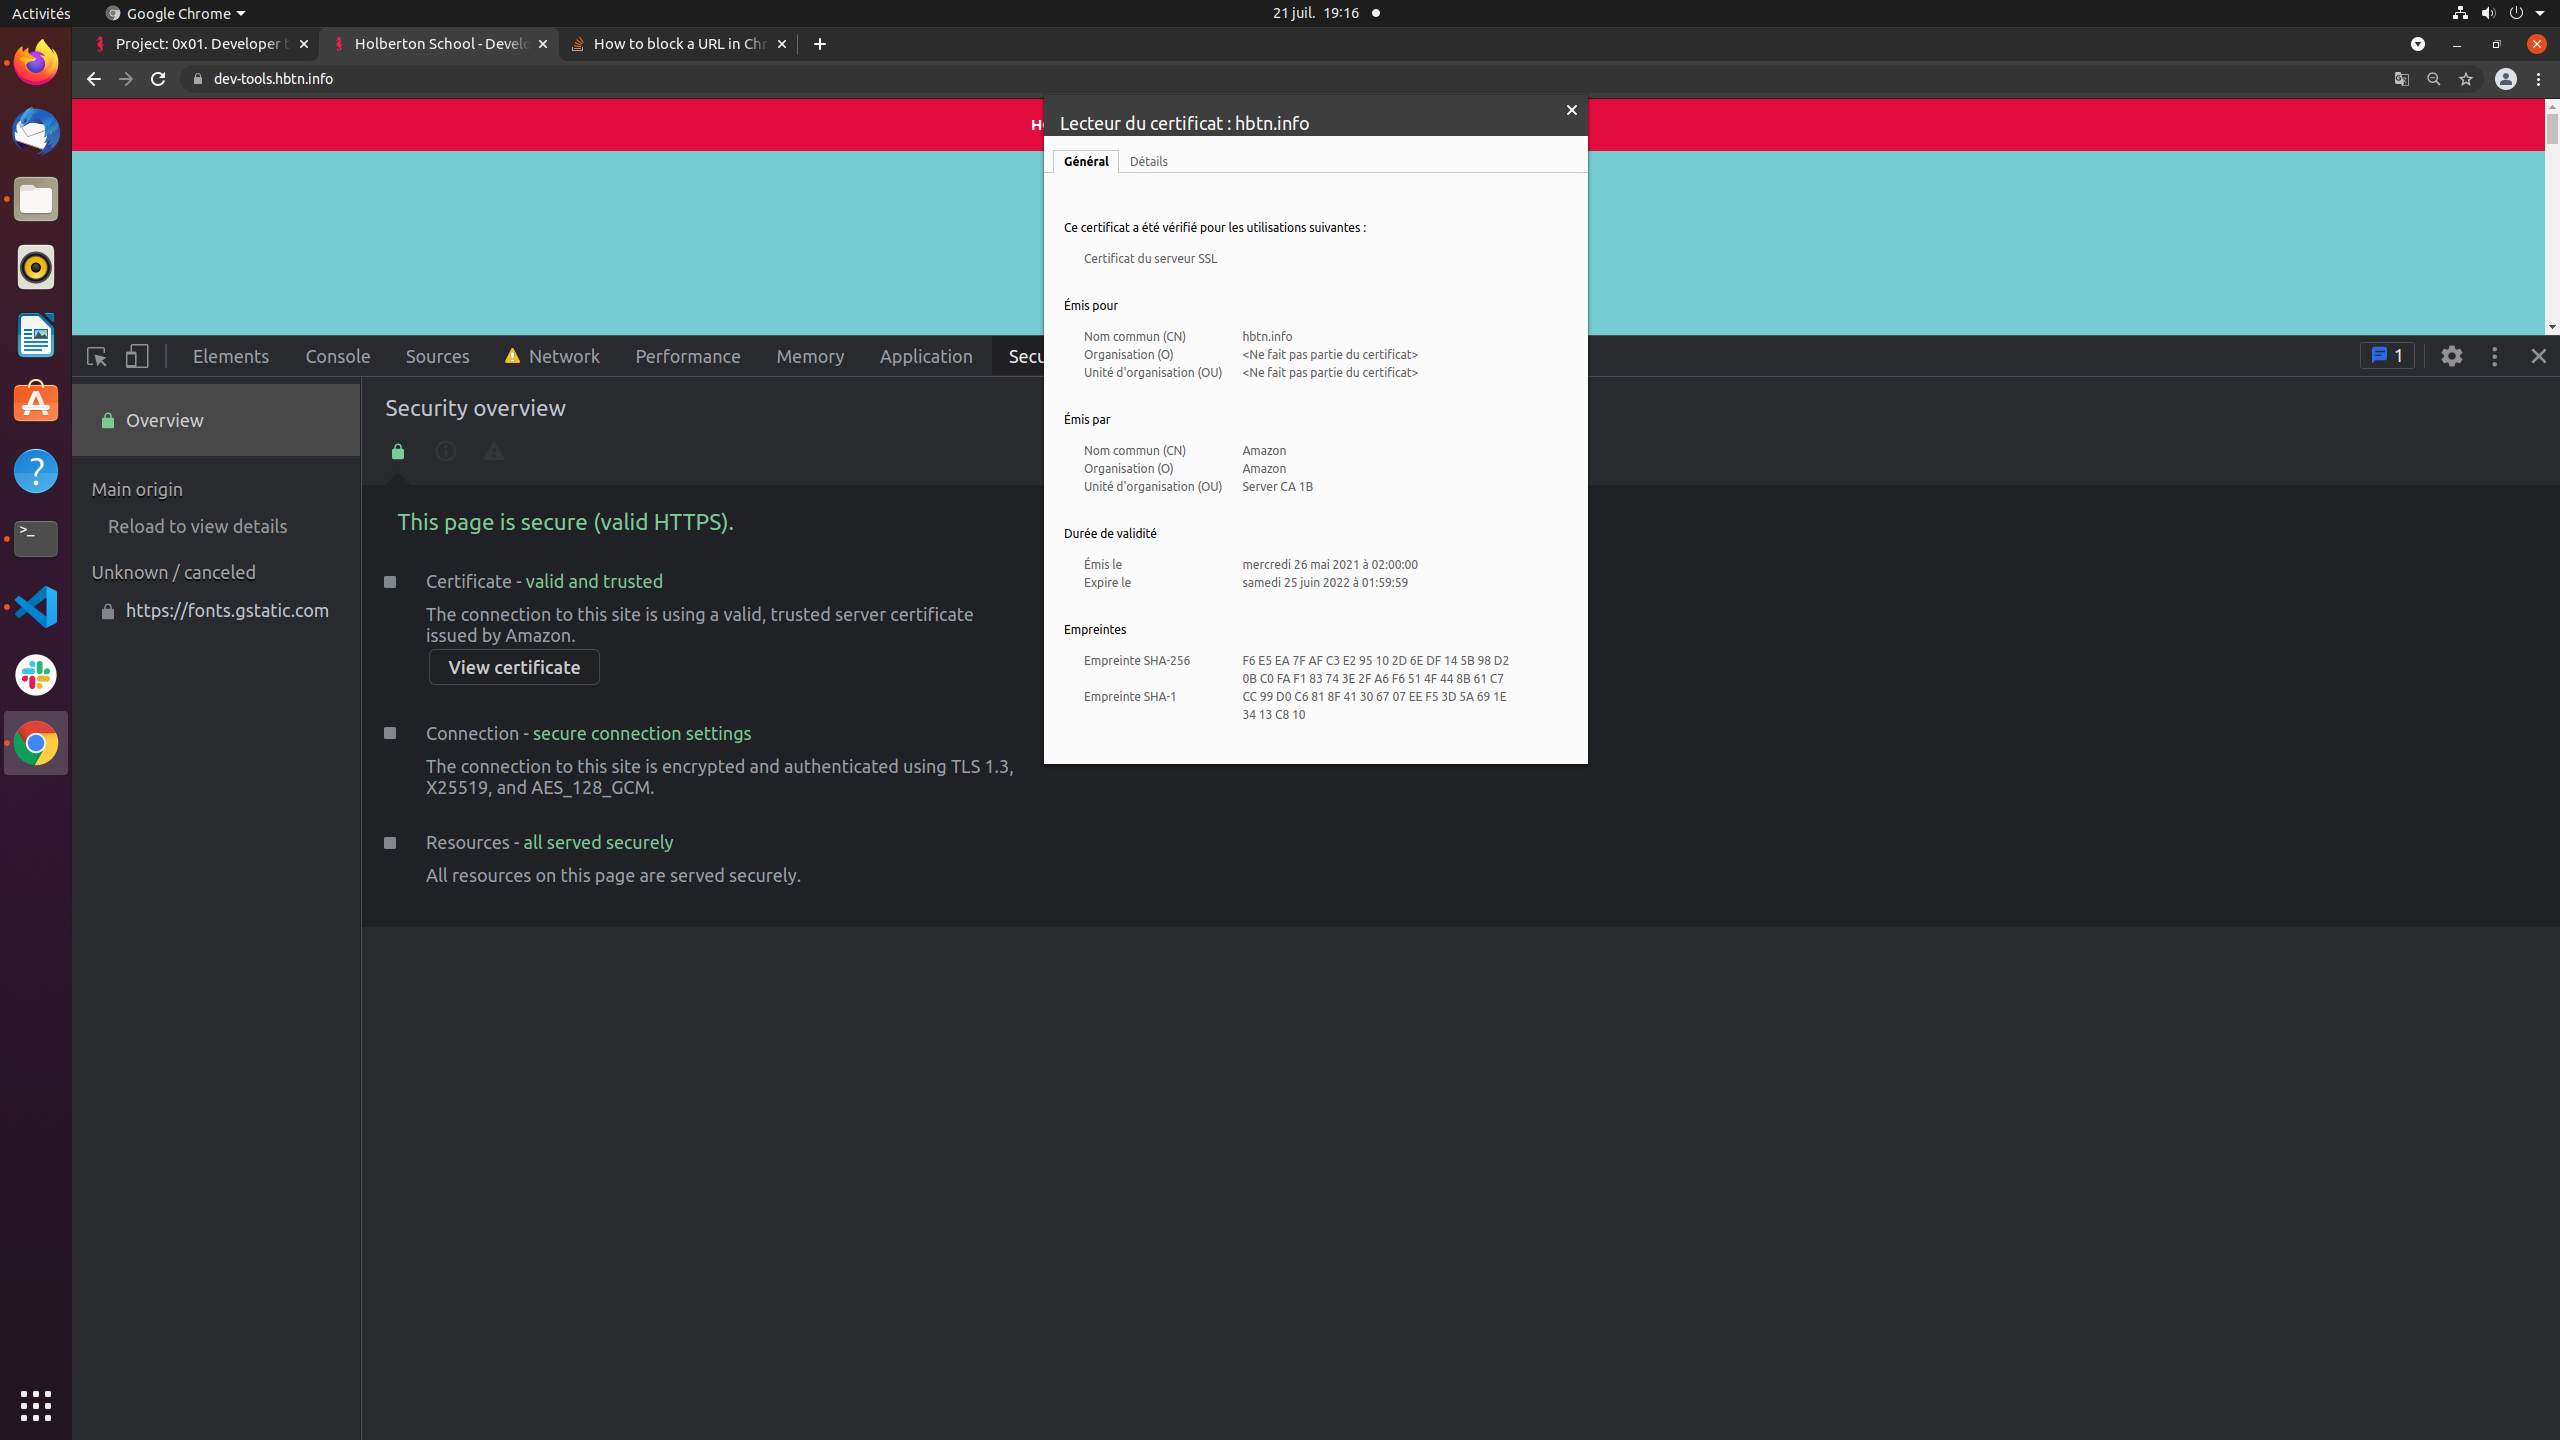 Activités
Google Chrome
21 juil. 19:16
Project: 0x01. Developer t
Holberton School - Develo
How to block a URL in Chr
dev-tools.hbtn.info
Lecteur du certificat : hbtn.info
Général
Détails
Ce certificat a été vérifié pour les utilisations suivantes :
Certificat du serveur SSL
Émis pour
Nom commun (CN) hbtn.info
Organisation (O) <Ne fait pas partie du certificat>
Unité d'organisation (OU) <Ne fait pas partie du certificat>
Émis par
Nom commun (CN) Amazon
Organisation (O) Amazon
Unité d'organisation (OU) Server CA 1B
Durée de validité
Émis le mercredi 26 mai 2021 à 02:00:00
Expire le samedi 25 juin 2022 à 01:59:59
Empreintes
Empreinte SHA-256 F6 E5 EA 7F AF C3 E2 95 10 2D 6E DF 14 5B 98 D2
0B C0 FA F1 83 74 3E 2F A6 F6 51 4F 44 8B 61 C7
Empreinte SHA-1 CC 99 D0 C6 81 8F 41 30 67 07 EE F5 3D 5A 69 1E
34 13 C8 10
Elements
Console
Sources
Network
Performance
Memory
Application
Secu
1
Overview
Main origin
Reload to view details
Unknown / canceled
https://fonts.gstatic.com
Security overview
This page is secure (valid HTTPS).
Certificate - valid and trusted
The connection to this site is using a valid, trusted server certificate
issued by Amazon.
View certificate
Connection - secure connection settings
The connection to this site is encrypted and authenticated using TLS 1.3,
X25519, and AES_128_GCM.
Resources - all served securely
All resources on this page are served securely.